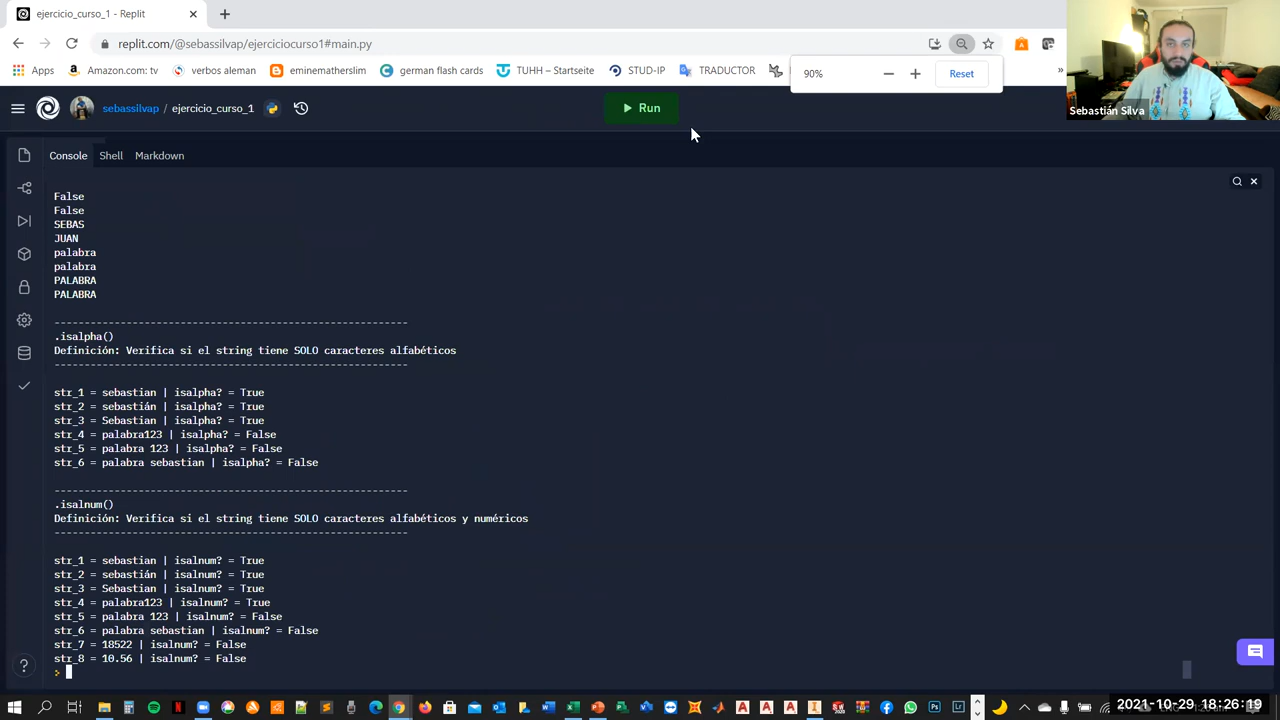 ejercicio_curso_1 - Replit
replit.com/@sebassilvap/ejerciciocurso1#main.py
Apps
Amazon.com: tv
verbos aleman
eminematherslim
german flash cards
TUHH – Startseite
STUD-IP
TRADUCTOR
»
90%
Reset
Sebastián Silva
sebassilvap / ejercicio_curso_1
Run
Console
Shell
Markdown
False
False
SEBAS
JUAN
palabra
palabra
PALABRA
PALABRA
-----------------------------------------------------------
.isalpha()
Definición: Verifica si el string tiene SOLO caracteres alfabéticos
-----------------------------------------------------------
str_1 = sebastian | isalpha? = True
str_2 = sebastián | isalpha? = True
str_3 = Sebastian | isalpha? = True
str_4 = palabra123 | isalpha? = False
str_5 = palabra 123 | isalpha? = False
str_6 = palabra sebastian | isalpha? = False
-----------------------------------------------------------
.isalnum()
Definición: Verifica si el string tiene SOLO caracteres alfabéticos y numéricos
-----------------------------------------------------------
str_1 = sebastian | isalnum? = True
str_2 = sebastián | isalnum? = True
str_3 = Sebastian | isalnum? = True
str_4 = palabra123 | isalnum? = True
str_5 = palabra 123 | isalnum? = False
str_6 = palabra sebastian | isalnum? = False
str_7 = 18522 | isalnum? = False
str_8 = 10.56 | isalnum? = False
>
2021-10-29 18:26:19